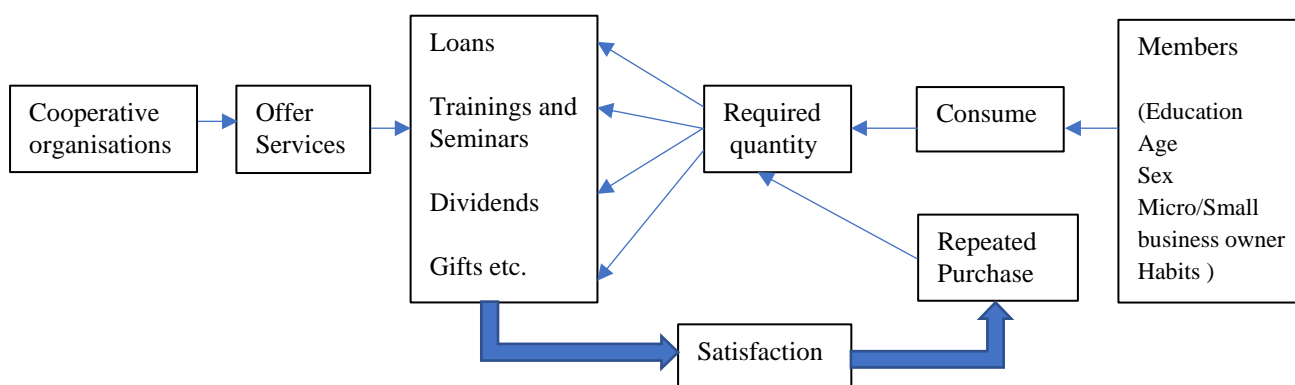 Cooperative
organisations
Offer
Services
Loans
Trainings and
Seminars
Dividends
Gifts etc.
Required
quantity
Consume
Repeated
Purchase
Members
(Education
Age
Sex
Micro/Small
business owner
Habits )
Satisfaction